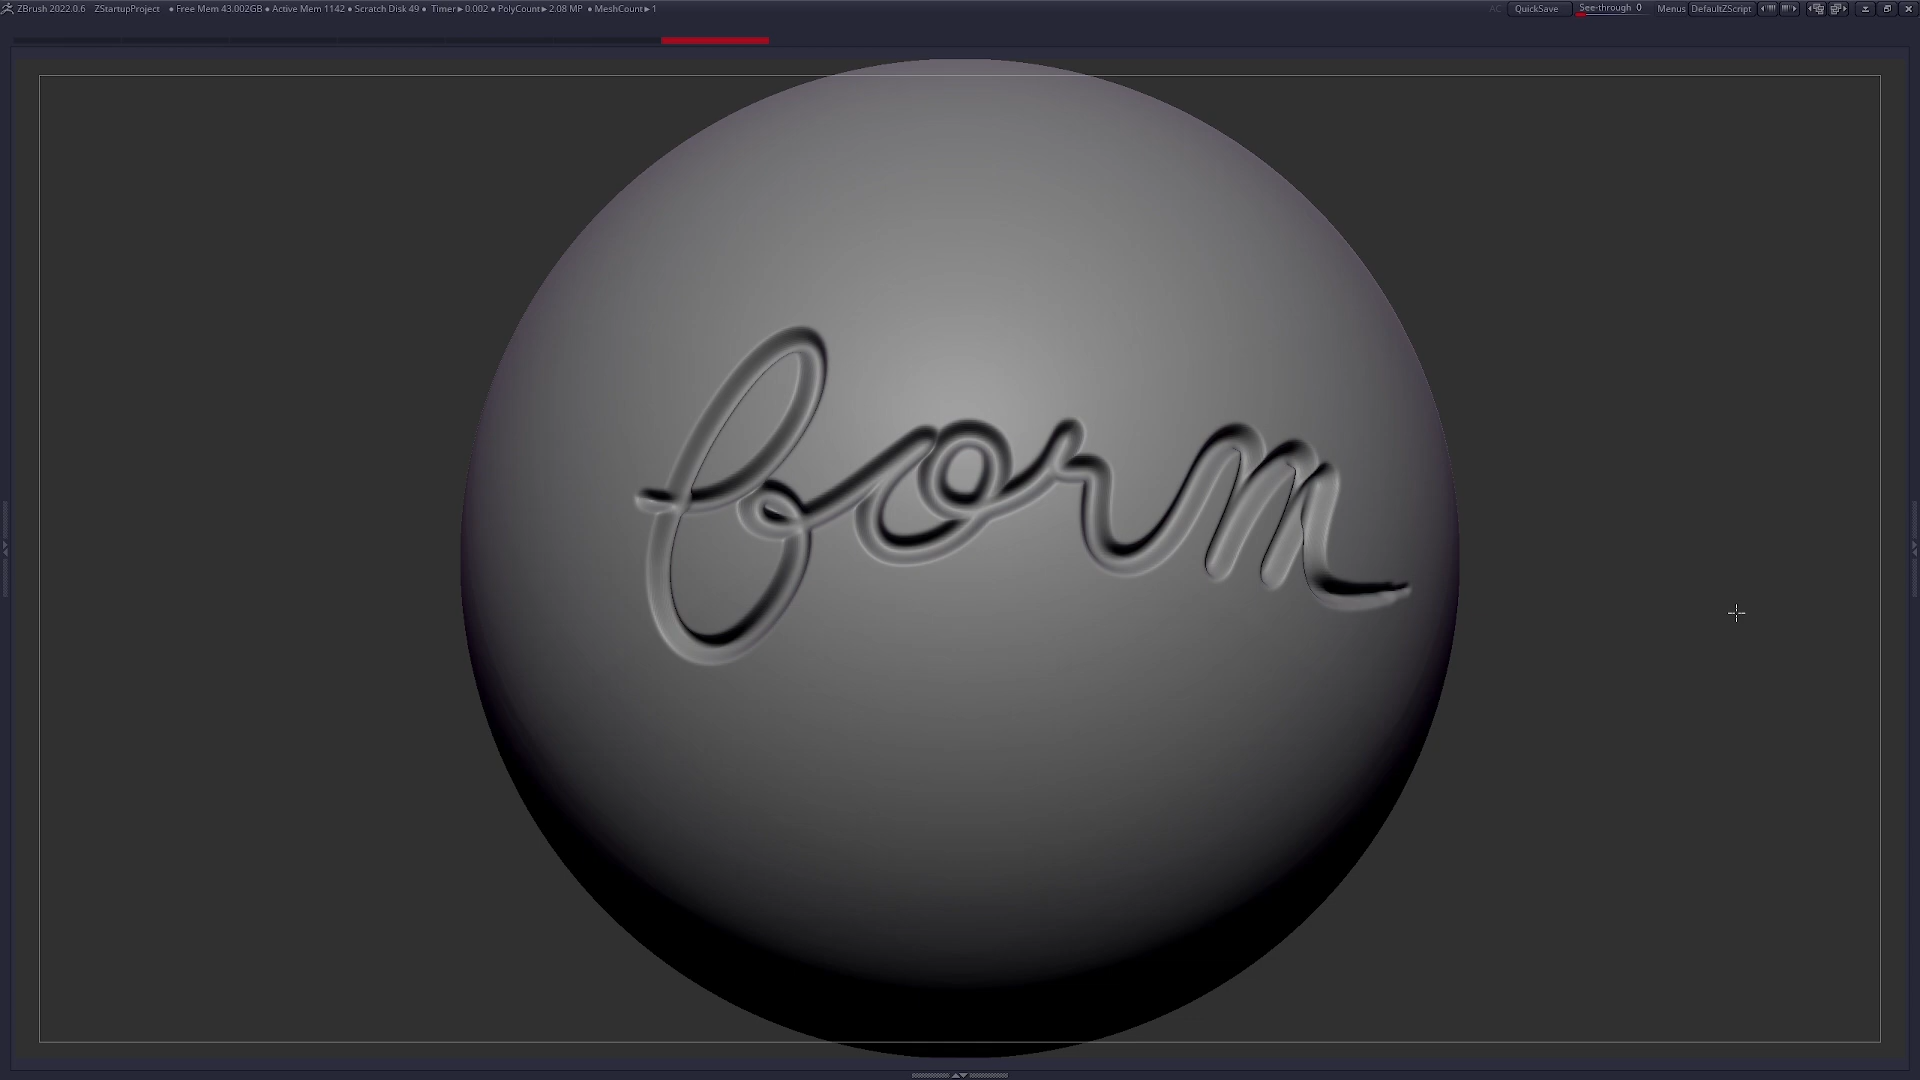 ZBrush 2022.0.6 ZStartupProject • Free Mem 43.002GB • Active Mem 1142 • Scratch Disk 49 • Timer▸0.002 • PolyCount▸2.08 MP • MeshCount▸1 AC QuickSave See-through 0 Menus DefaultZScript
form